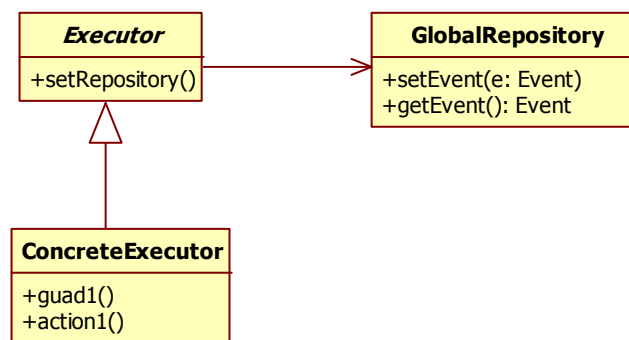 Executor
+setRepository()
GlobalRepository
+setEvent(e: Event)
+getEvent(): Event
ConcreteExecutor
+guad1()
+action1()